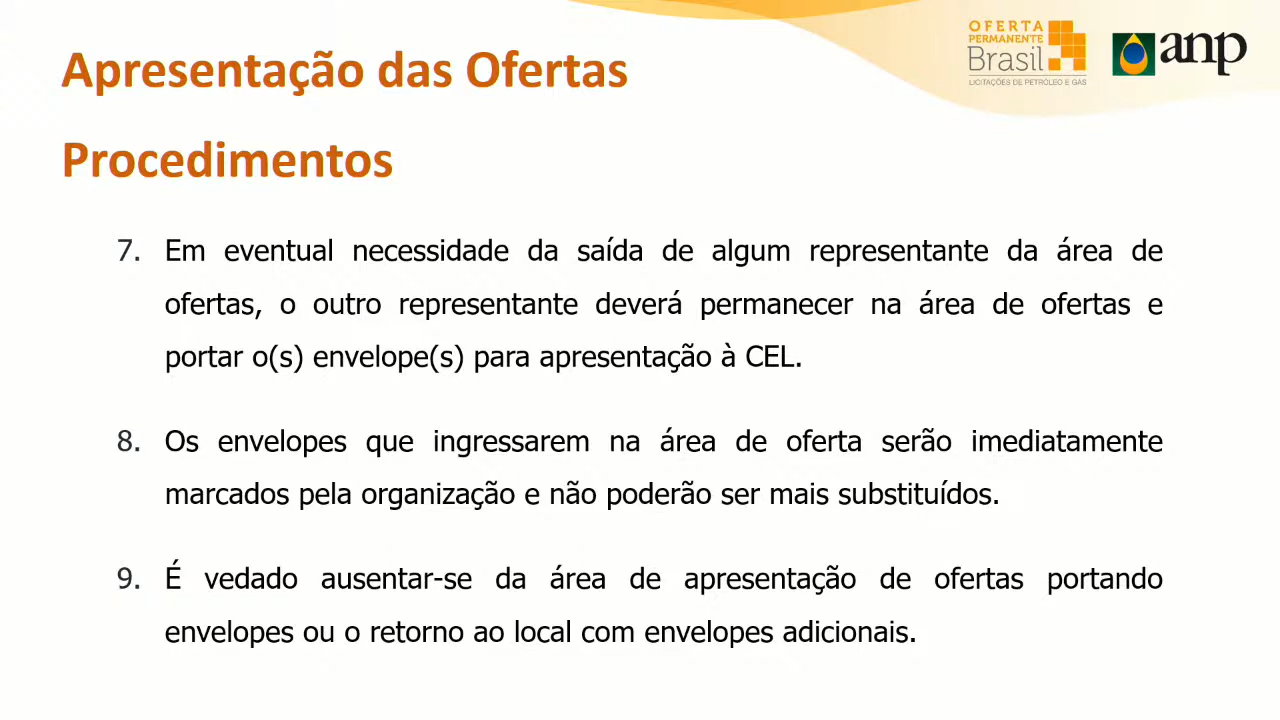 Apresentação das Ofertas
Procedimentos
OFERTA
PERMANENTE
Brasil
LICITAÇÕES DE PETRÓLEO E GÁS
anp
7. Em eventual necessidade da saída de algum representante da área de
ofertas, o outro representante deverá permanecer na área de ofertas e
portar o(s) envelope(s) para apresentação à CEL.
8. Os envelopes que ingressarem na área de oferta serão imediatamente
marcados pela organização e não poderão ser mais substituídos.
9. É vedado ausentar-se da área de apresentação de ofertas portando
envelopes ou o retorno ao local com envelopes adicionais.